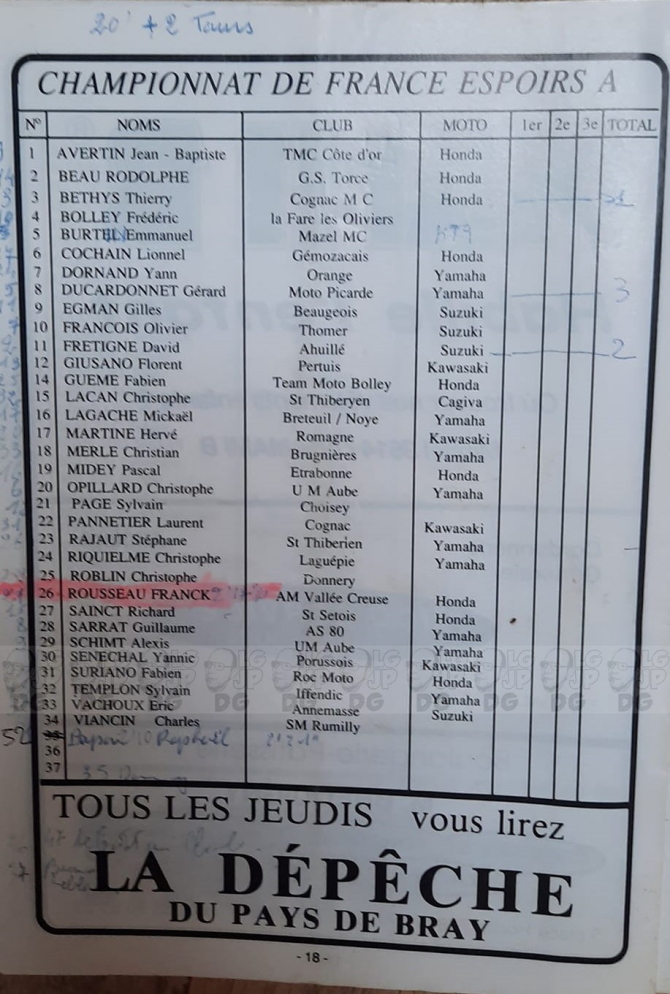 20' + 2 Tours
CHAMPIONNAT DE FRANCE ESPOIRS A
N° NOMS CLUB MOTO 1er 2e 3e TOTAL
1 AVERTIN Jean - Baptiste TMC Côte d'or Honda
2 BEAU RODOLPHE G.S. Torce Honda
3 BETHYS Thierry Cognac M C Honda 1
4 BOLLEY Frédéric la Fare les Oliviers
5 BURTEL Emmanuel Mazel MC
6 COCHAIN Lionnel Gémozacais Honda
7 DORNAND Yann Orange Yamaha
8 DUCARDONNET Gérard Moto Picarde Yamaha 3
9 EGMAN Gilles Beaugeois Suzuki
10 FRANCOIS Olivier Thomer Suzuki
11 FRETIGNE David Ahuillé Suzuki 2
12 GIUSANO Florent Pertuis Kawasaki
14 GUEME Fabien Team Moto Bolley Honda
15 LACAN Christophe St Thiberyen Cagiva
16 LAGACHE Mickaël Breteuil / Noye Yamaha
17 MARTINE Hervé Romagne Kawasaki
18 MERLE Christian Brugnières Yamaha
19 MIDEY Pascal Etrabonne Honda
20 OPILLARD Christophe U M Aube Yamaha
21 PAGE Sylvain Choisey
22 PANNETIER Laurent Cognac Kawasaki
23 RAJAUT Stéphane St Thiberien Yamaha
24 RIQUIELME Christophe Laguépie Yamaha
25 ROBLIN Christophe Donnery
26 ROUSSEAU FRANCK AM Vallée Creuse Honda
27 SAINCT Richard St Setois Honda
28 SARRAT Guillaume AS 80 Yamaha
29 SCHIMT Alexis UM Aube Yamaha
30 SENECHAL Yannic Porussois Kawasaki
31 SURIANO Fabien Roc Moto Honda
32 TEMPLON Sylvain Iffendic Yamaha
33 VACHOUX Eric Annemasse Suzuki
34 VIANCIN Charles SM Rumilly
52 35 Raphaël
36
37
TOUS LES JEUDIS vous lirez
LA DÉPÊCHE
DU PAYS DE BRAY
- 18 -